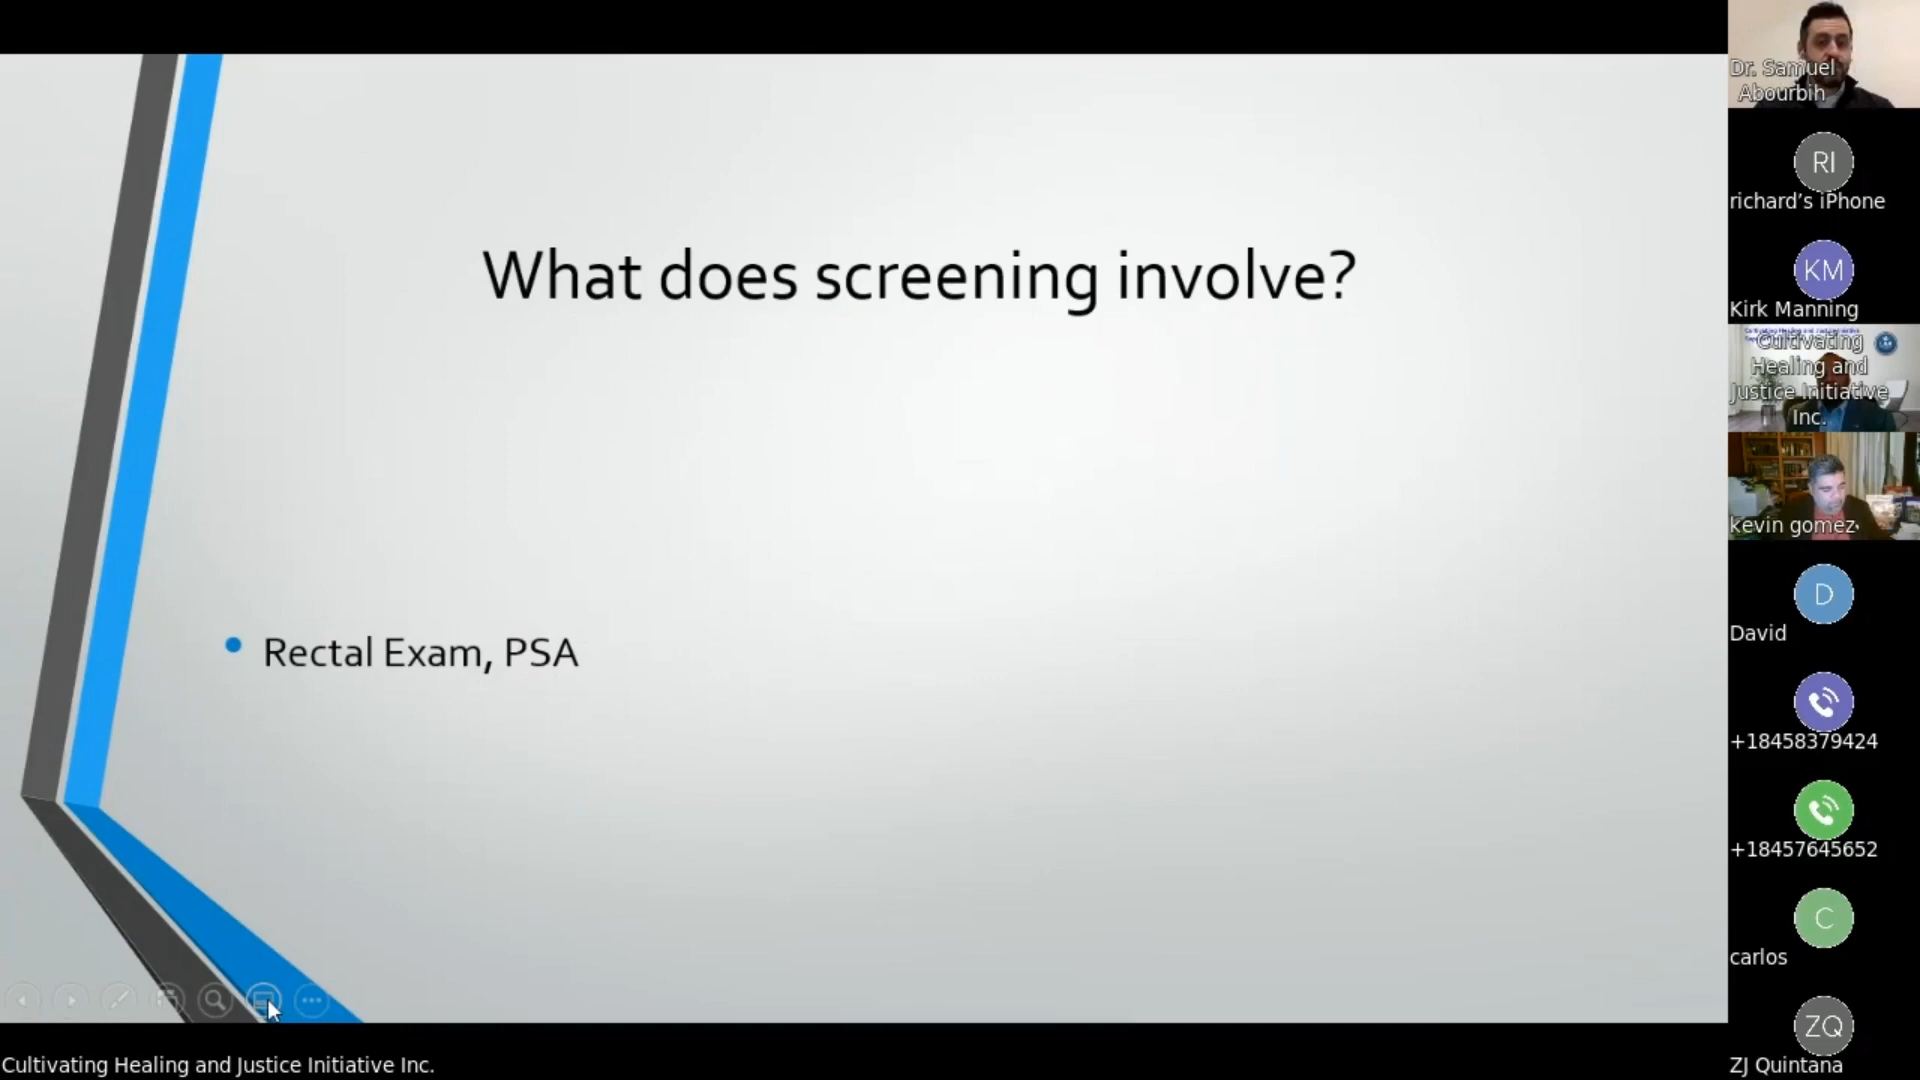 What does screening involve?
Rectal Exam, PSA
Dr. Samuel
Abourbih
RI
richard’s iPhone
KM
Kirk Manning
Cultivating
Healing and
Justice Initiative
Inc.
kevin gomez
D
David
+18458379424
+18457645652
C
carlos
ZQ
ZJ Quintana
Cultivating Healing and Justice Initiative Inc.